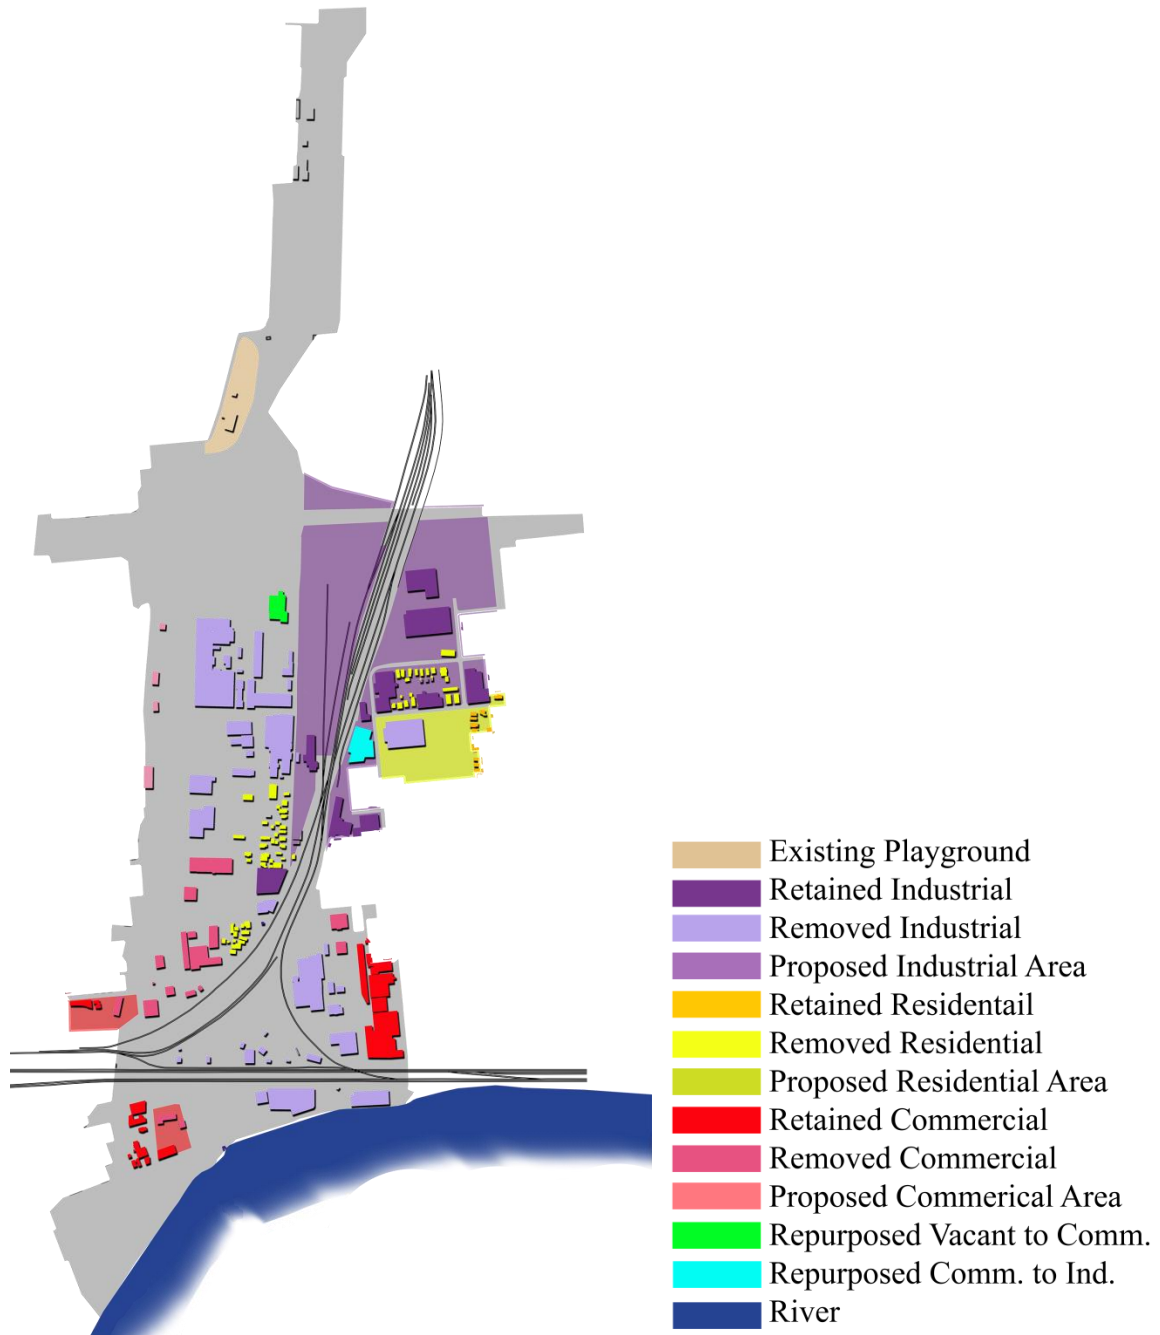 Existing Playground
Retained Industrial
Removed Industrial
Proposed Industrial Area
Retained Residentail
Removed Residential
Proposed Residential Area
Retained Commercial
Removed Commercial
Proposed Commerical Area
Repurposed Vacant to Comm.
Repurposed Comm. to Ind.
River